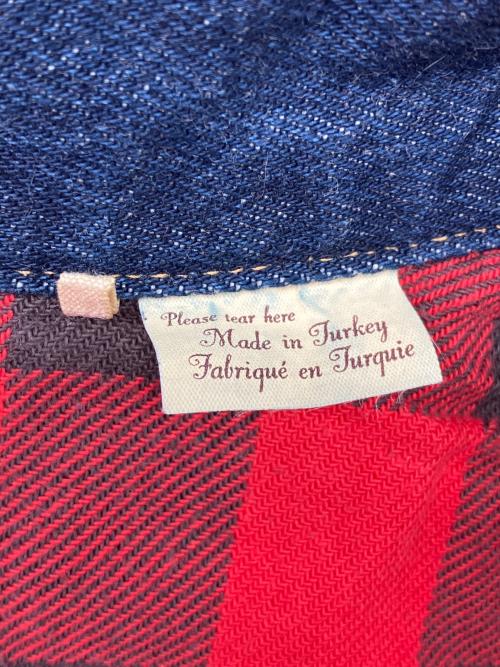 Please tear here
Made in Turkey
Fabriqué en Turquie